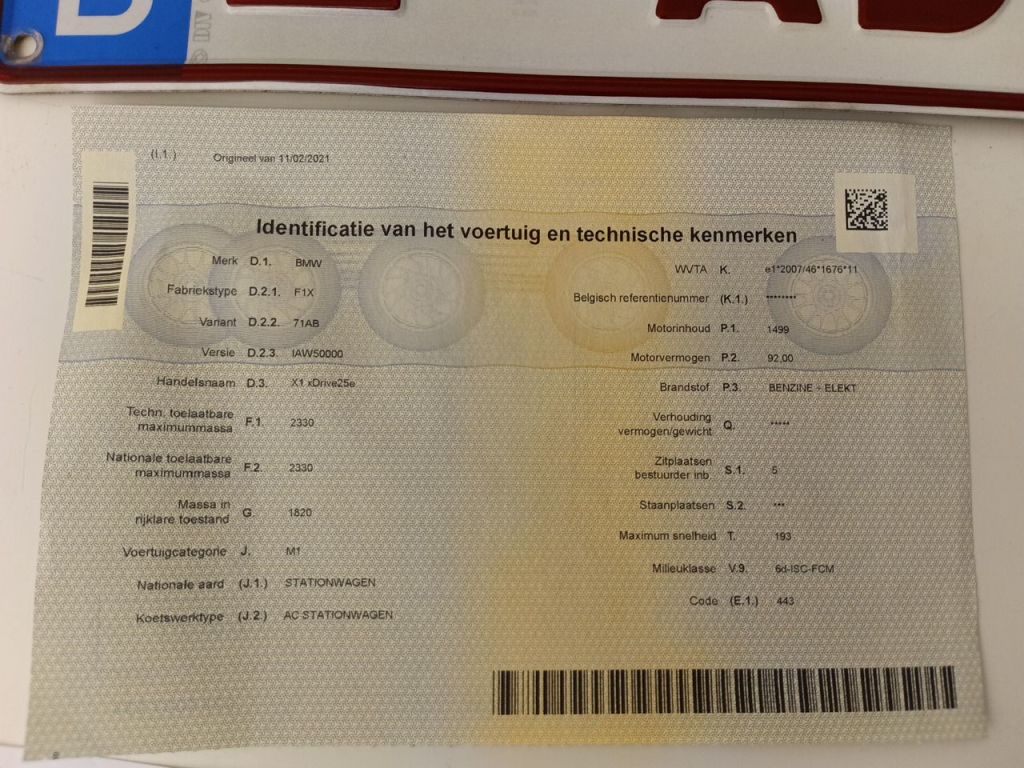 © DIV
(I.1.) Origineel van 11/02/2021
Identificatie van het voertuig en technische kenmerken
Merk D.1. BMW
Fabriekstype D.2.1. F1X
Variant D.2.2. 71AB
Versie D.2.3. IAW50000
Handelsnaam D.3. X1 xDrive25e
Techn. toelaatbare
maximummassa F.1. 2330
Nationale toelaatbare
maximummassa F.2. 2330
Massa in
rijklare toestand G. 1820
Voertuigcategorie J. M1
Nationale aard (J.1.) STATIONWAGEN
Koetswerktype (J.2.) AC STATIONWAGEN
WVTA K. e1*2007/46*1676*11
Belgisch referentienummer (K.1.) ********
Motorinhoud P.1. 1499
Motorvermogen P.2. 92,00
Brandstof P.3. BENZINE - ELEKT
Verhouding
vermogen/gewicht Q. *****
Zitplaatsen
bestuurder inb. S.1. 5
Staanplaatsen S.2. ***
Maximum snelheid T. 193
Milieuklasse V.9. 6d-ISC-FCM
Code (E.1.) 443